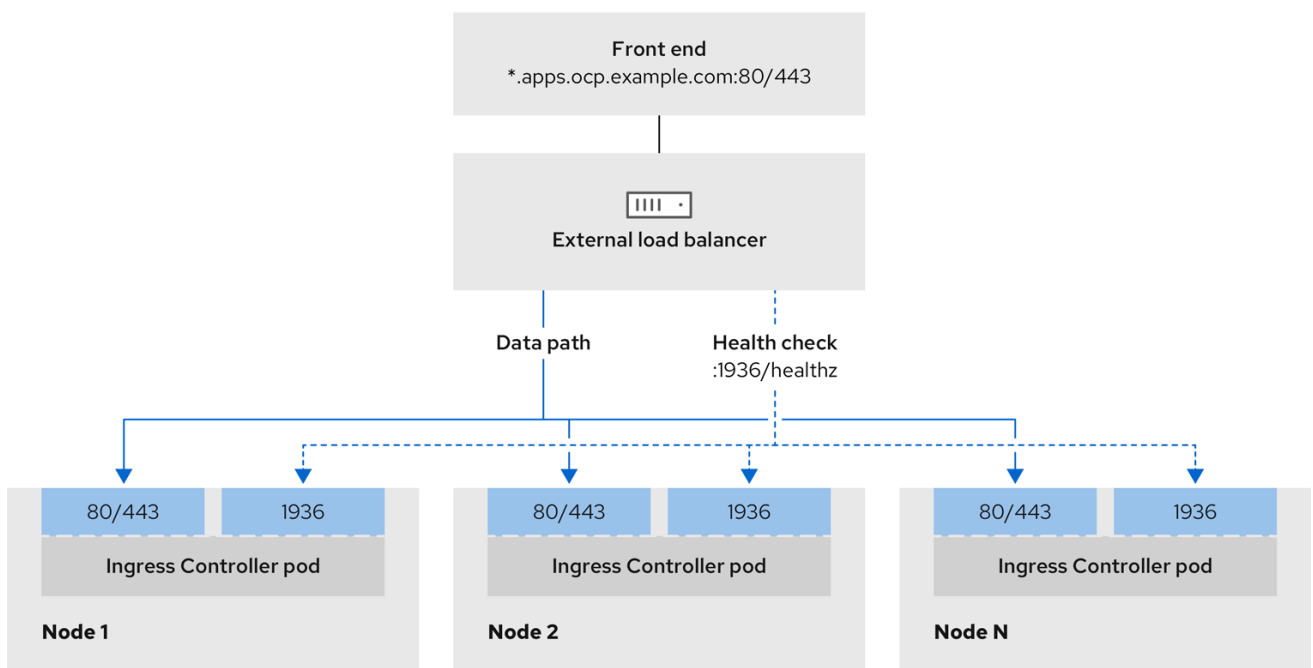 Front end
*.apps.ocp.example.com:80/443
External load balancer
Data path
Health check
:1936/healthz
80/443
1936
80/443
1936
80/443
1936
Ingress Controller pod
Ingress Controller pod
Ingress Controller pod
Node 1
Node 2
Node N